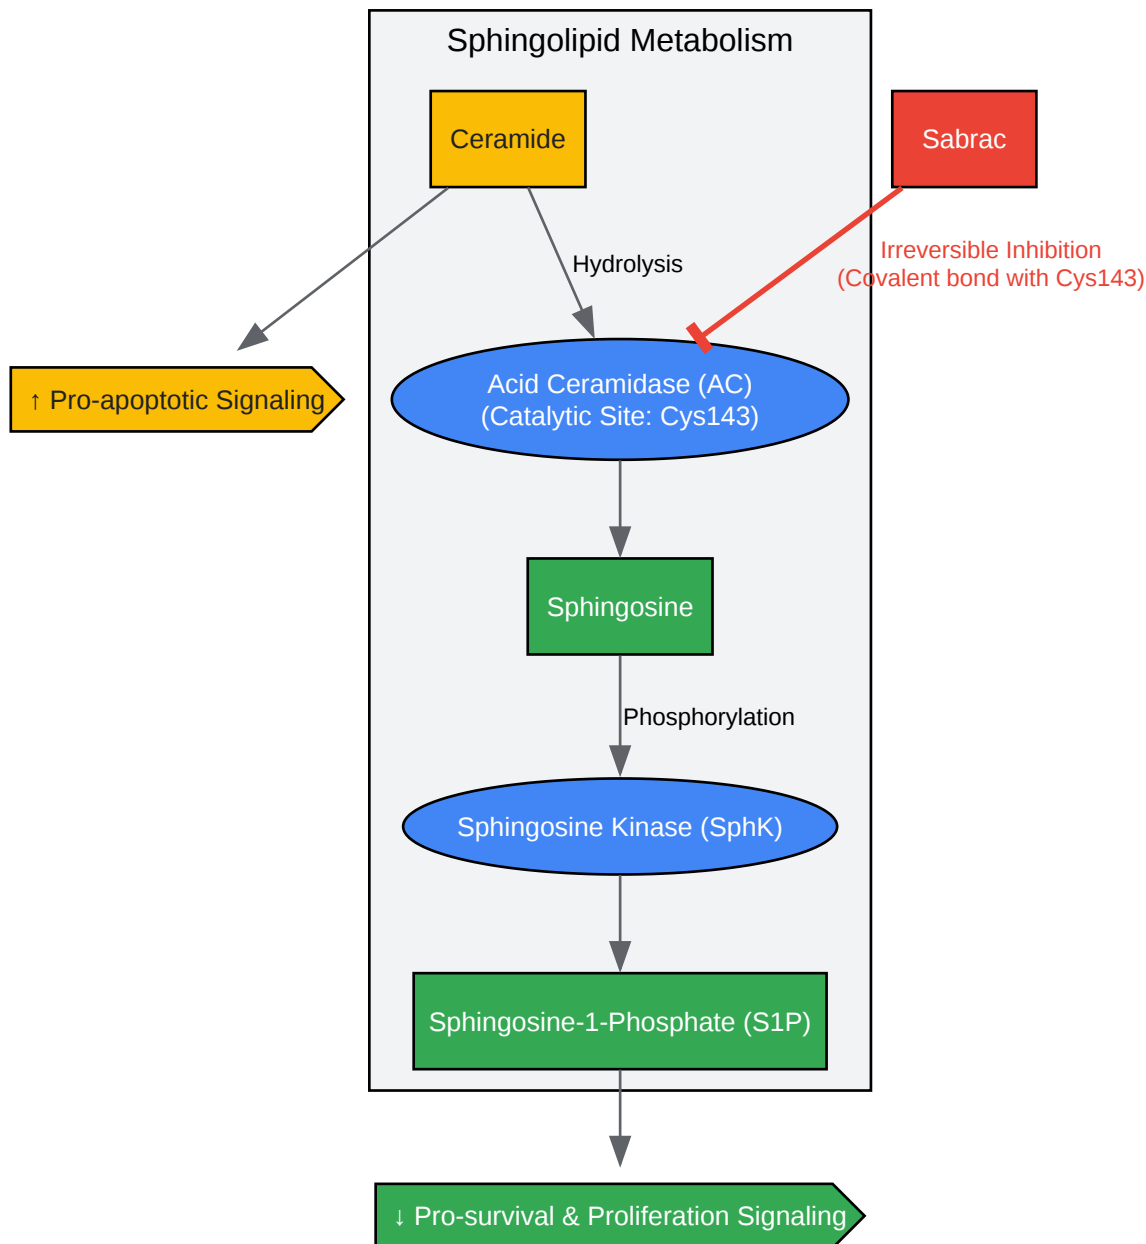 Sphingolipid Metabolism
Ceramide
Sabrac
Irreversible Inhibition
(Covalent bond with Cys143)
Hydrolysis
↑ Pro-apoptotic Signaling
Acid Ceramidase (AC)
(Catalytic Site: Cys143)
Sphingosine
Phosphorylation
Sphingosine Kinase (SphK)
Sphingosine-1-Phosphate (S1P)
↓ Pro-survival & Proliferation Signaling